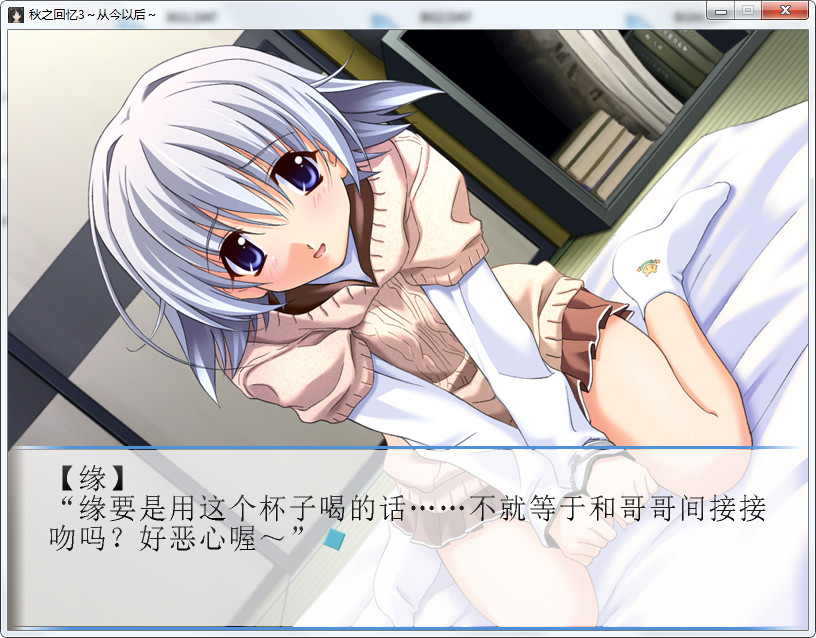 秋之回忆3～从今以后～
【缘】
“缘要是用这个杯子喝的话……不就等于和哥哥间接接
吻吗？好恶心喔～”